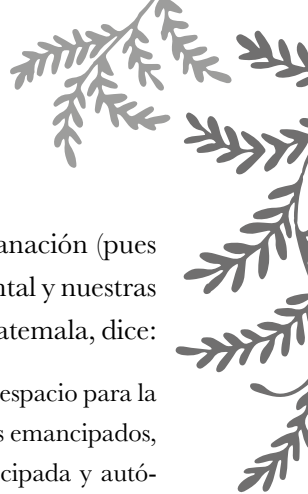 anación (pues
ntal y nuestras
atemala, dice:
espacio para la
s emancipados,
cipada y autó-